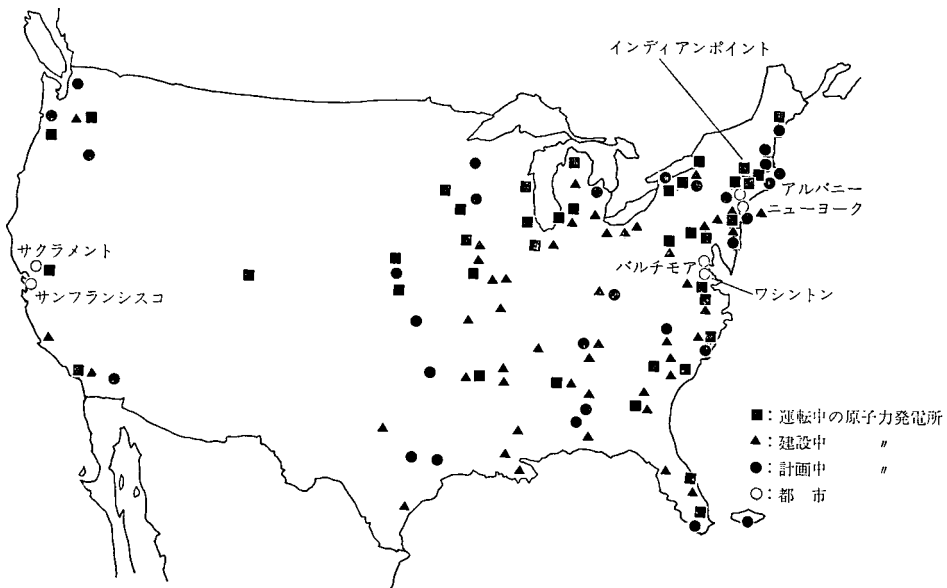 インディアンポイント
アルバニー
ニューヨーク
サクラメント
サンフランシスコ
バルチモア
ワシントン
■：運転中の原子力発電所
▲：建設中 〃
●：計画中 〃
○：都 市